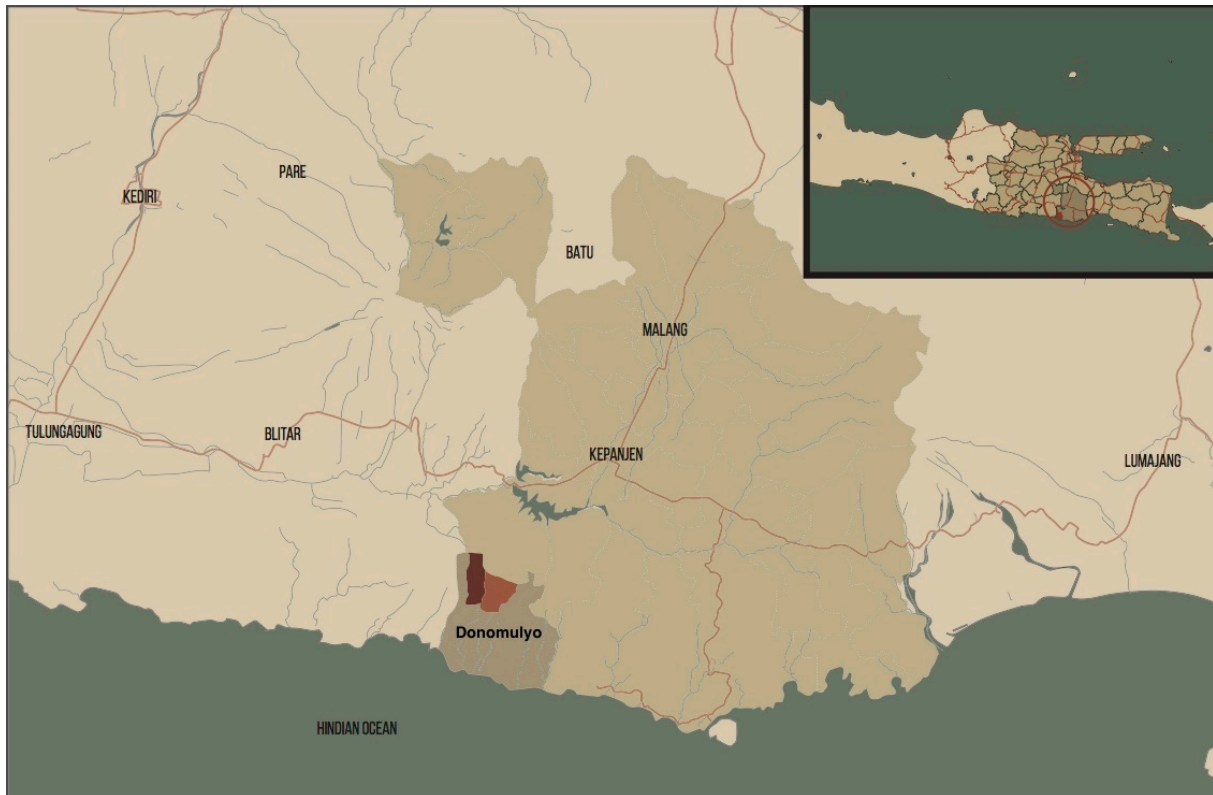 PARE
KEDIRI
BATU
MALANG
TULUNGAGUNG
BLITAR
KEPANJEN
LUMAJANG
Donomulyo
HINDIAN OCEAN